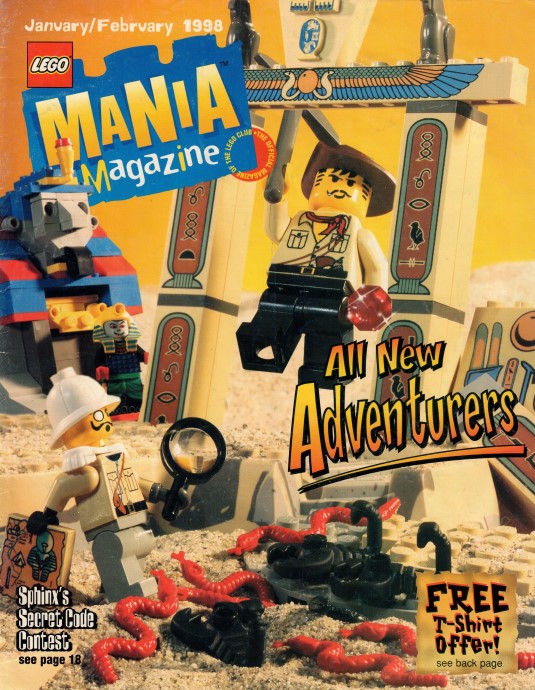 January/February 1998
LEGO
MANIA
TM
Magazine
THE OFFICIAL MAGAZINE OF THE LEGO CLUB
All New
Adventurers
Sphinx's
Secret Code
Contest
see page 18
FREE
T-Shirt
Offer!
see back page